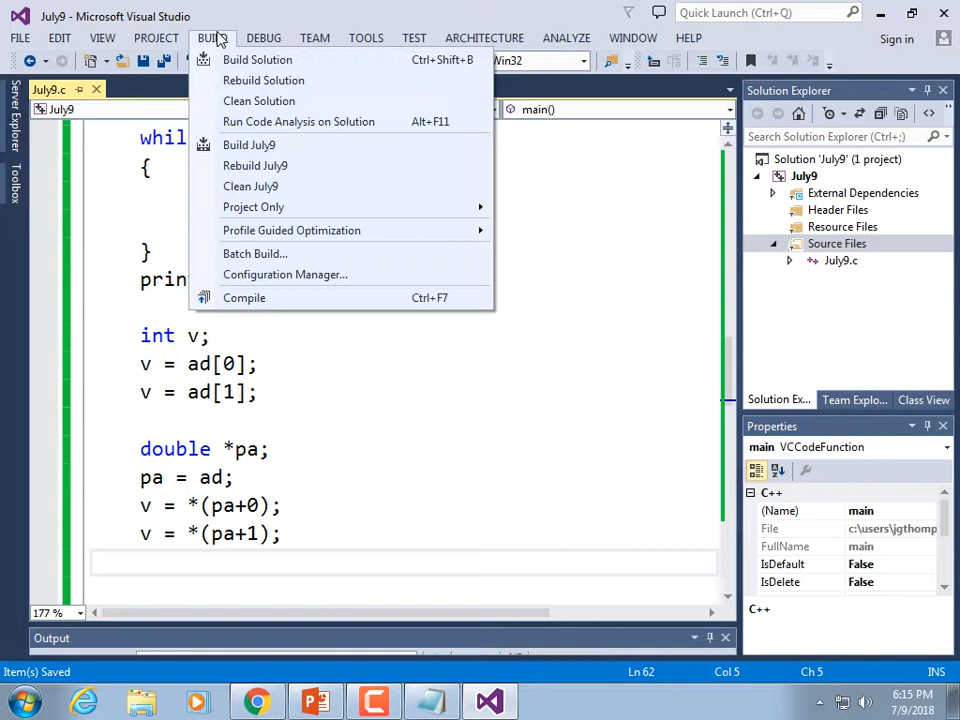 July9 - Microsoft Visual Studio
Quick Launch (Ctrl+Q)
FILE EDIT VIEW PROJECT BUILD DEBUG TEAM TOOLS TEST ARCHITECTURE ANALYZE WINDOW HELP Sign in
Win32
Server Explorer
Toolbox
July9.c
July9
main()
Build Solution Ctrl+Shift+B
Rebuild Solution
Clean Solution
Run Code Analysis on Solution Alt+F11
Build July9
Rebuild July9
Clean July9
Project Only
Profile Guided Optimization
Batch Build...
Configuration Manager...
Compile Ctrl+F7
whil
{
}
prin
int v;
v = ad[0];
v = ad[1];
double *pa;
pa = ad;
v = *(pa+0);
v = *(pa+1);
177 %
Output
Solution Explorer
Search Solution Explorer (Ctrl+;)
Solution 'July9' (1 project)
July9
External Dependencies
Header Files
Resource Files
Source Files
July9.c
Solution Ex... Team Explo... Class View
Properties
main VCCodeFunction
C++
(Name) main
File c:\users\jgthomp
FullName main
IsDefault False
IsDelete False
C++
Item(s) Saved Ln 62 Col 5 Ch 5 INS
6:15 PM
7/9/2018